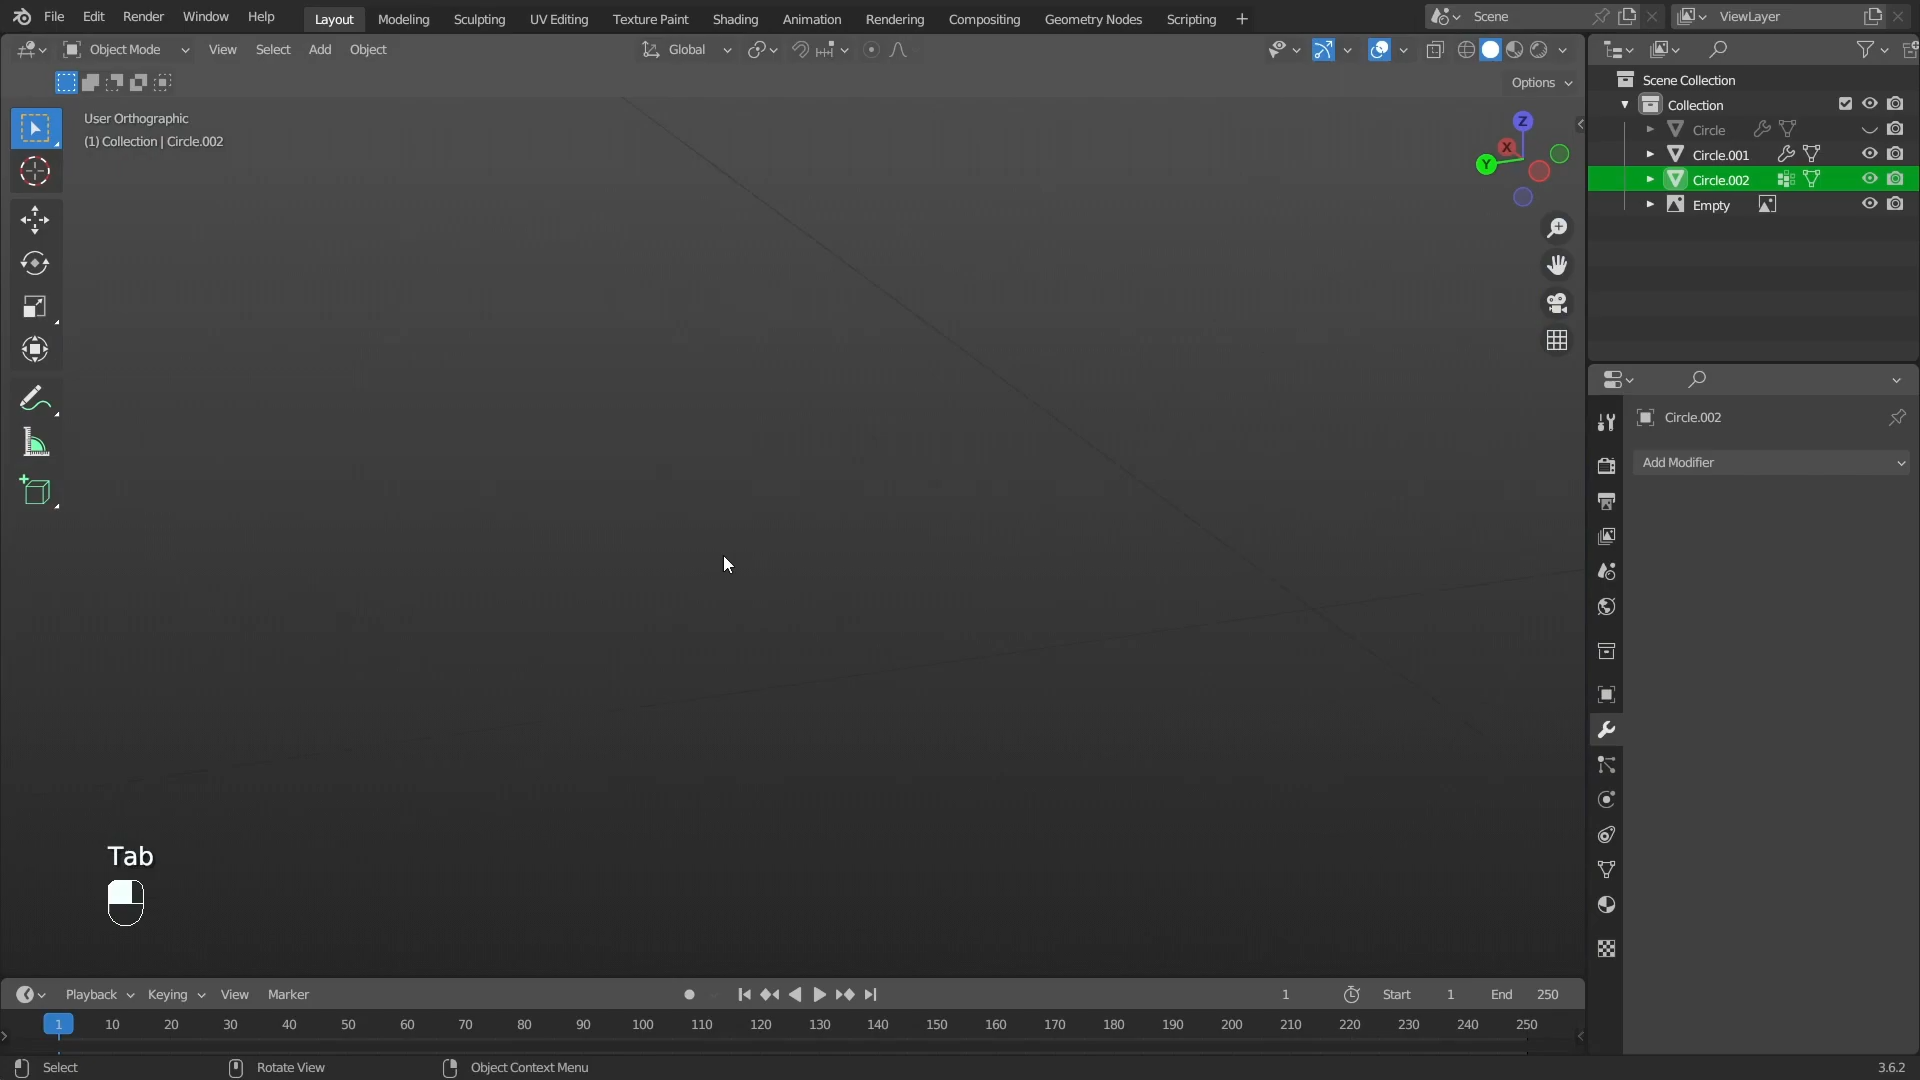 File Edit Render Window Help Layout Modeling Sculpting UV Editing Texture Paint Shading Animation Rendering Compositing Geometry Nodes Scripting + Scene ViewLayer
Object Mode View Select Add Object Global
Options
User Orthographic
(1) Collection | Circle.002
Z
X
Y
Scene Collection
Collection
Circle
Circle.001
Circle.002
Empty
Circle.002
Add Modifier
Tab
Playback Keying View Marker 1 Start 1 End 250
1 10 20 30 40 50 60 70 80 90 100 110 120 130 140 150 160 170 180 190 200 210 220 230 240 250
Select Rotate View Object Context Menu 3.6.2